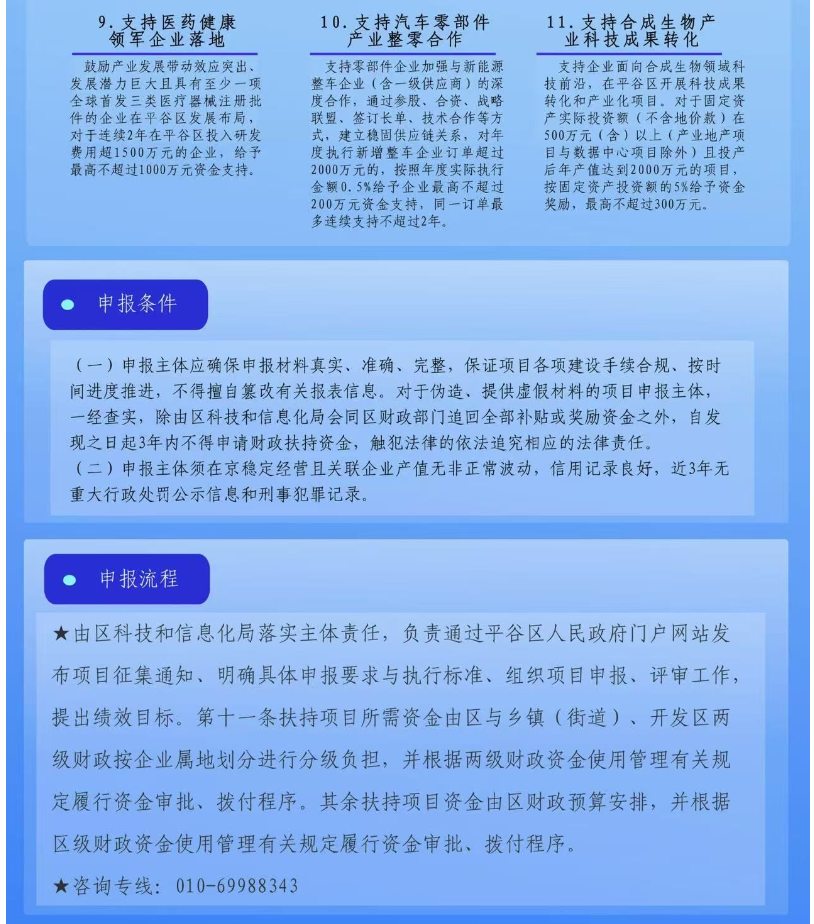 9.支持医药健康
领军企业落地
鼓励产业发展带动效应突出、
发展潜力巨大且具有至少一项
全球首发三类医疗器械注册批
件的企业在平谷区发展布局，
对于连续2年在平谷区投入研发
费用超1500万元的企业，给予
最高不超过1000万元资金支持。
10.支持汽车零部件
产业整零合作
支持零部件企业加强与新能源
整车企业（含一级供应商）的深
度合作，通过参股、合资、战略
联盟、签订长单、技术合作等方
式，建立稳固供应链关系，对年
度执行新增整车企业订单超过
2000万元的，按照年度实际执行
金额0.5%给予企业最高不超过
200万元资金支持，同一订单最
多连续支持不超过2年。
11.支持合成生物产
业科技成果转化
支持企业面向合成生物领域科
技前沿，在平谷区开展科技成果
转化和产业化项目。对于固定资
产实际投资额（不含地价款）在
500万元（含）以上（产业地产项
目与数据中心项目除外）且投产
后年产值达到2000万元的项目，
按固定资产投资额的5%给予资金
奖励，最高不超过300万元。
申报条件
（一）申报主体应确保申报材料真实、准确、完整，保证项目各项建设手续合规、按时
间进度推进，不得擅自篡改有关报表信息。对于伪造、提供虚假材料的项目申报主体，
一经查实，除由区科技和信息化局会同区财政部门追回全部补贴或奖励资金之外，自发
现之日起3年内不得申请财政扶持资金，触犯法律的依法追究相应的法律责任。
（二）申报主体须在京稳定经营且关联企业产值无非正常波动，信用记录良好，近3年无
重大行政处罚公示信息和刑事犯罪记录。
申报流程
★由区科技和信息化局落实主体责任，负责通过平谷区人民政府门户网站发
布项目征集通知、明确具体申报要求与执行标准、组织项目申报、评审工作，
提出绩效目标。第十一条扶持项目所需资金由区与乡镇（街道）、开发区两
级财政按企业属地划分进行分级负担，并根据两级财政资金使用管理有关规
定履行资金审批、拨付程序。其余扶持项目资金由区财政预算安排，并根据
区级财政资金使用管理有关规定履行资金审批、拨付程序。
★咨询专线：010-69988343